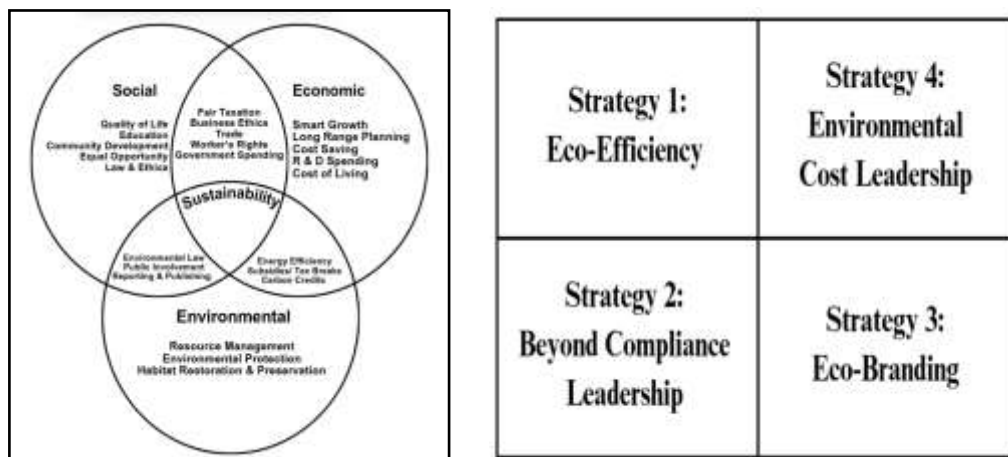 Social
Quality of Life
Education
Community Development
Equal Opportunity
Law & Ethics
Fair Taxation
Business Ethics
Trade
Worker's Rights
Government Spending
Economic
Smart Growth
Long Range Planning
Cost Saving
R & D Spending
Cost of Living
Sustainability
Environmental Law
Public Involvement
Reporting & Publishing
Energy Efficiency
Subsidies/ Tax Breaks
Carbon Credits
Environmental
Resource Management
Environmental Protection
Habitat Restoration & Preservation
Strategy 1:
Eco-Efficiency
Strategy 4:
Environmental
Cost Leadership
Strategy 2:
Beyond Compliance
Leadership
Strategy 3:
Eco-Branding